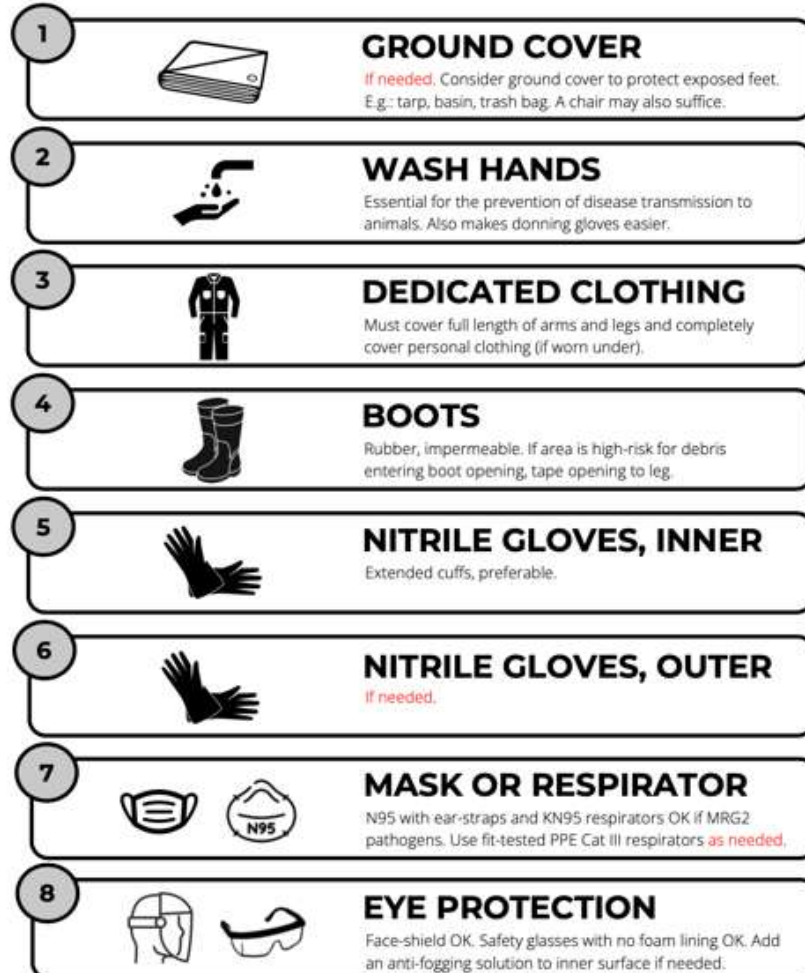 1
GROUND COVER
If needed. Consider ground cover to protect exposed feet.
E.g.: tarp, basin, trash bag. A chair may also suffice.
2
WASH HANDS
Essential for the prevention of disease transmission to
animals. Also makes donning gloves easier.
3
DEDICATED CLOTHING
Must cover full length of arms and legs and completely
cover personal clothing (if worn under).
4
BOOTS
Rubber, impermeable. If area is high-risk for debris
entering boot opening, tape opening to leg.
5
NITRILE GLOVES, INNER
Extended cuffs, preferable.
6
NITRILE GLOVES, OUTER
If needed.
7
N95
MASK OR RESPIRATOR
N95 with ear-straps and KN95 respirators OK if MRG2
pathogens. Use fit-tested PPE Cat III respirators as needed.
8
EYE PROTECTION
Face-shield OK. Safety glasses with no foam lining OK. Add
an anti-fogging solution to inner surface if needed.